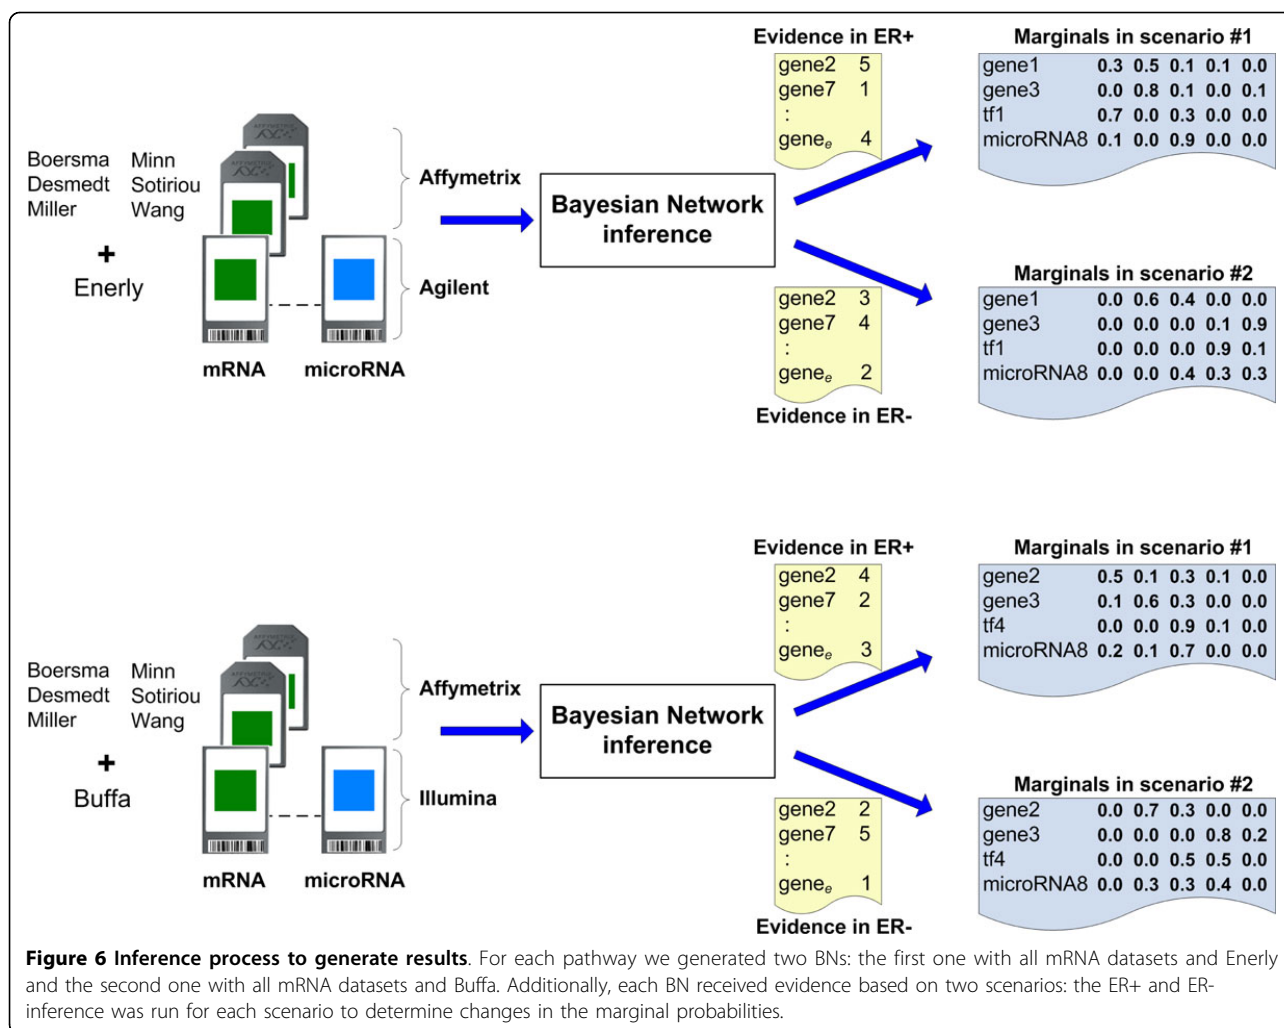 Boersma Minn
Desmedt Sotiriou
Miller Wang
+
Enerly
AFFYMETRIX
AFFYMETRIX
mRNA
microRNA
Affymetrix
Agilent
Bayesian Network
inference
Evidence in ER+
gene2 5
gene7 1
:
geneₑ 4
gene2 3
gene7 4
:
geneₑ 2
Evidence in ER-
Marginals in scenario #1
gene1 0.3 0.5 0.1 0.1 0.0
gene3 0.0 0.8 0.1 0.0 0.1
tf1 0.7 0.0 0.3 0.0 0.0
microRNA8 0.1 0.0 0.9 0.0 0.0
Marginals in scenario #2
gene1 0.0 0.6 0.4 0.0 0.0
gene3 0.0 0.0 0.0 0.1 0.9
tf1 0.0 0.0 0.0 0.9 0.1
microRNA8 0.0 0.0 0.4 0.3 0.3
Boersma Minn
Desmedt Sotiriou
Miller Wang
+
Buffa
AFFYMETRIX
AFFYMETRIX
mRNA
microRNA
Affymetrix
Illumina
Bayesian Network
inference
Evidence in ER+
gene2 4
gene7 2
:
geneₑ 3
gene2 2
gene7 5
:
geneₑ 1
Evidence in ER-
Marginals in scenario #1
gene2 0.5 0.1 0.3 0.1 0.0
gene3 0.1 0.6 0.3 0.0 0.0
tf4 0.0 0.0 0.9 0.1 0.0
microRNA8 0.2 0.1 0.7 0.0 0.0
Marginals in scenario #2
gene2 0.0 0.7 0.3 0.0 0.0
gene3 0.0 0.0 0.0 0.8 0.2
tf4 0.0 0.0 0.5 0.5 0.0
microRNA8 0.0 0.3 0.3 0.4 0.0
Figure 6 Inference process to generate results. For each pathway we generated two BNs: the first one with all mRNA datasets and Enerly
and the second one with all mRNA datasets and Buffa. Additionally, each BN received evidence based on two scenarios: the ER+ and ER-
inference was run for each scenario to determine changes in the marginal probabilities.